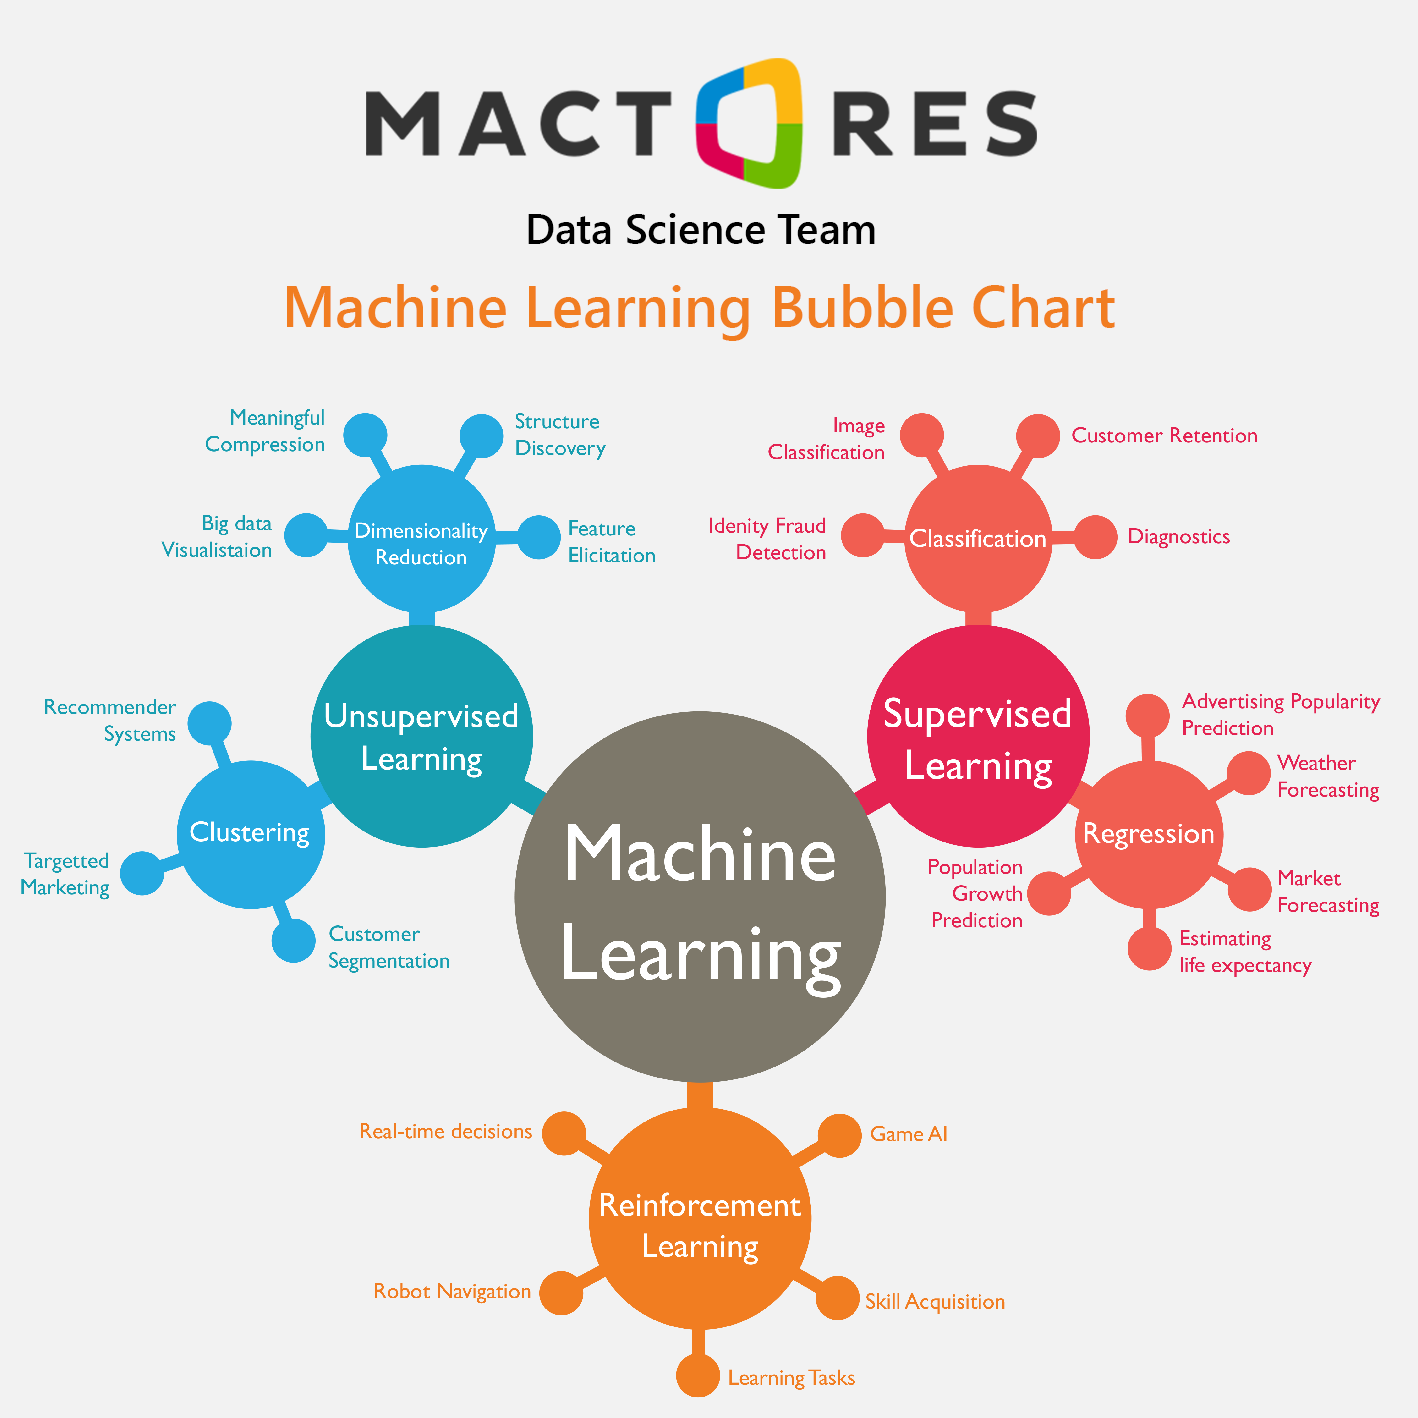 MACTORES
Data Science Team
Machine Learning Bubble Chart
Meaningful
Compression
Structure
Discovery
Big data
Visualistaion
Dimensionality
Reduction
Feature
Elicitation
Image
Classification
Customer Retention
Idenity Fraud
Detection
Classification
Diagnostics
Unsupervised
Learning
Recommender
Systems
Clustering
Targetted
Marketing
Customer
Segmentation
Supervised
Learning
Advertising Popularity
Prediction
Weather
Forecasting
Regression
Population
Growth
Prediction
Market
Forecasting
Estimating
life expectancy
Machine
Learning
Real-time decisions
Game AI
Reinforcement
Learning
Robot Navigation
Skill Acquisition
Learning Tasks